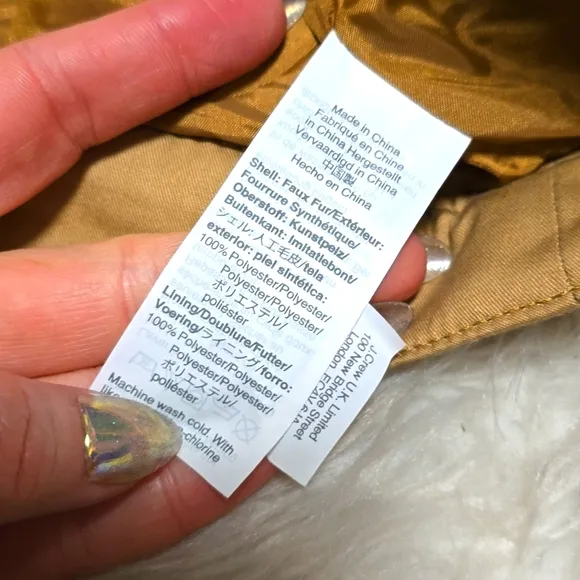 Made in China
Fabriqué en Chine
in China Hergestellt
Vervaardigd in China
中国製
Hecho en China
Shell: Faux Fur/Extérieur:
Fourrure Synthétique/
Oberstoff: Kunstpelz/
Buitenkant: Imitatiebont/
シェル: 人工毛皮/tela
exterior: piel sintética:
100% Polyester/Polyester/
Polyester/Polyester/
ポリエステル/
poliéster
Lining/Doublure/Futter/
Voering/ライニング/forro:
100% Polyester/Polyester/
Polyester/Polyester/
ポリエステル/
poliéster
Machine wash cold. With
like
-chlorine
J.Crew U.K. Limited
100 New Bridge Street
London, EC4V